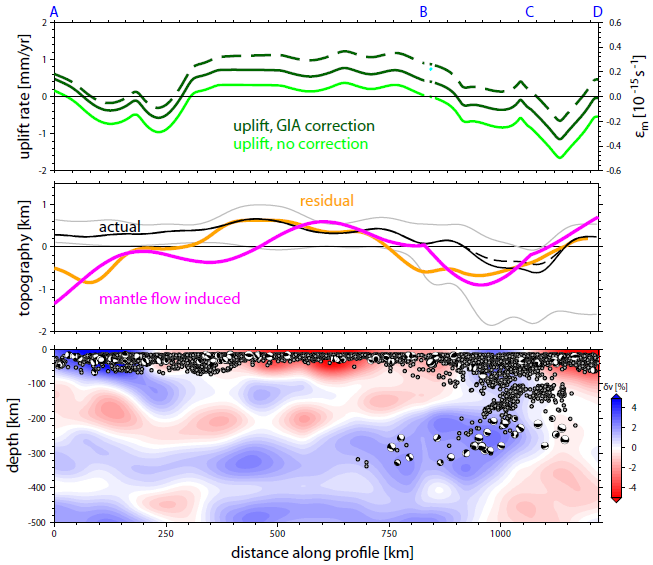 A B C D
uplift rate [mm/yr]
2
1
0
-1
-2
uplift, GIA correction
uplift, no correction
0.6
0.4
0.2
0.0
-0.2
-0.4
-0.6
ε̇m [10-15s-1]
topography [km]
1
0
-1
-2
residual
actual
mantle flow induced
depth [km]
0
-100
-200
-300
-400
-500
δv [%]
4
2
0
-2
-4
0 250 500 750 1000
distance along profile [km]